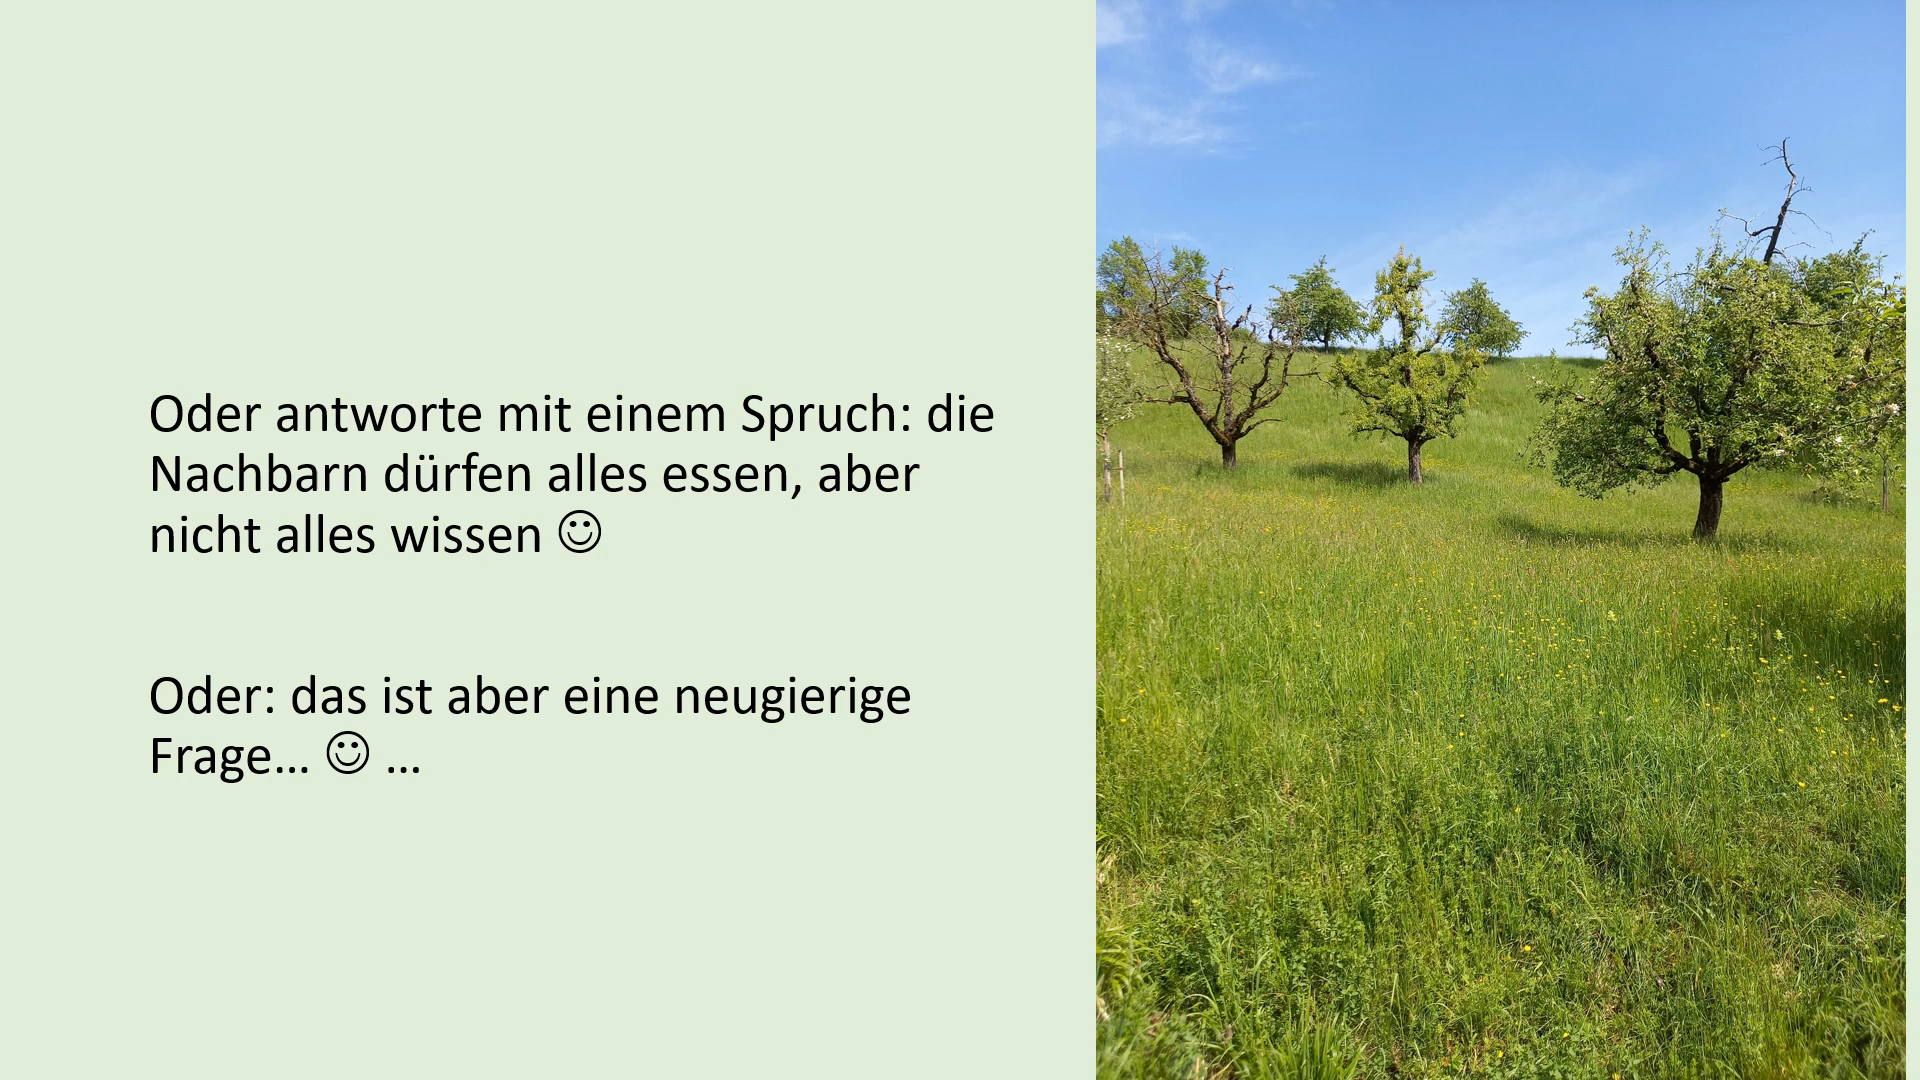 Oder antworte mit einem Spruch: die
Nachbarn dürfen alles essen, aber
nicht alles wissen ☺
Oder: das ist aber eine neugierige
Frage… ☺ …